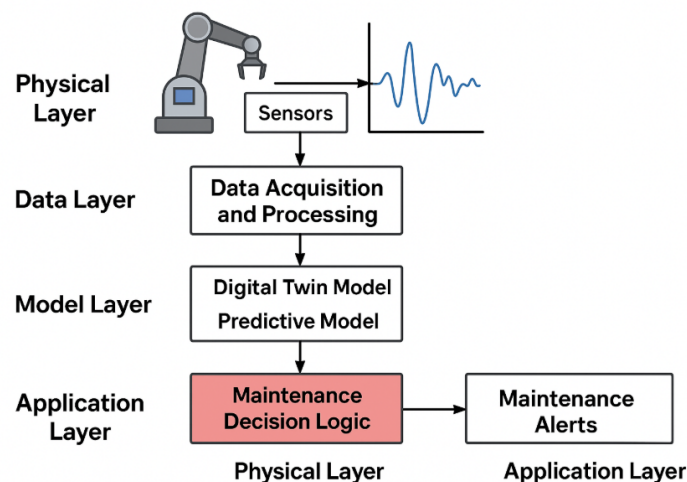 Physical
Layer
Sensors
Data Layer
Data Acquisition
and Processing
Model Layer
Digital Twin Model
Predictive Model
Application
Layer
Maintenance
Decision Logic
Maintenance
Alerts
Physical Layer
Application Layer